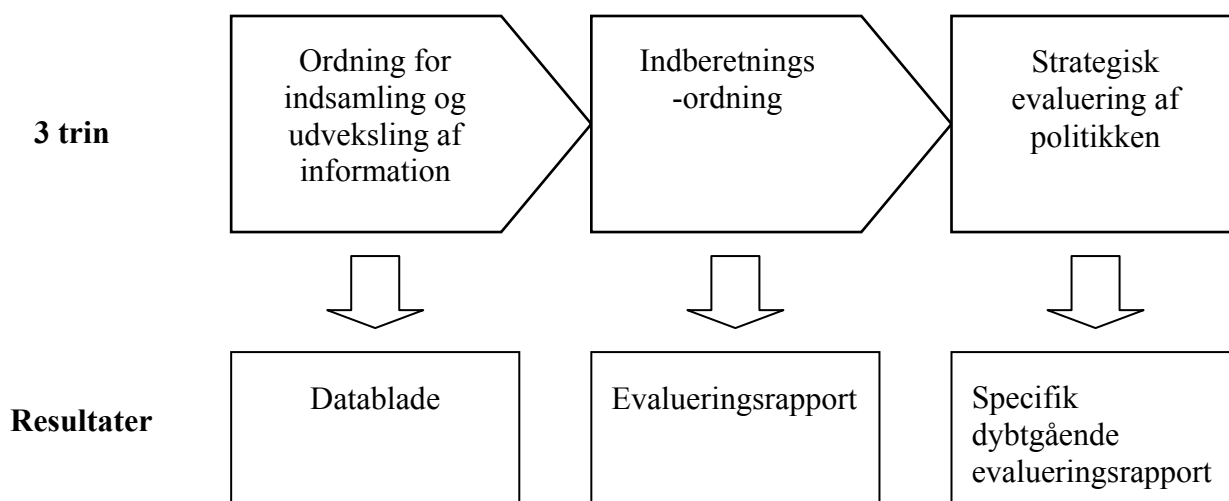 3 trin
Ordning for
indsamling og
udveksling af
information
Indberetnings
-ordning
Strategisk
evaluering af
politikken
Resultater
Datablade
Evalueringsrapport
Specifik
dybtgående
evalueringsrapport